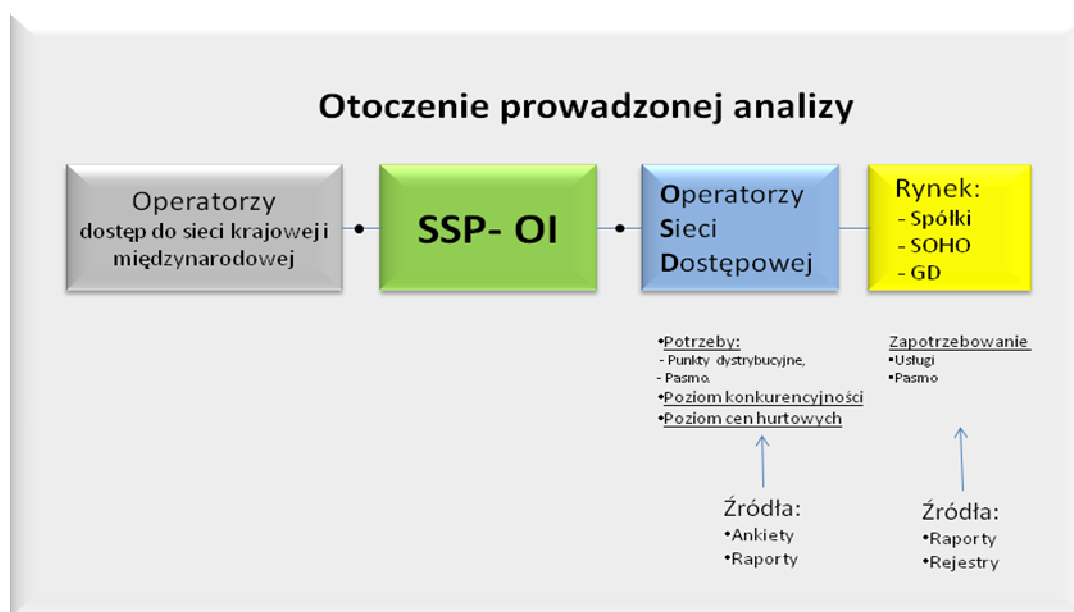 Otoczenie prowadzonej analizy
Operatorzy
dostęp do sieci krajowej i
międzynarodowej
SSP- OI
Operatorzy
Sieci
Dostępowej
Rynek:
- Spółki
- SOHO
- GD
•Potrzeby:
- Punkty dystrybucyjne,
- Pasmo.
•Poziom konkurencyjności
•Poziom cen hurtowych
Zapotrzebowanie
•Usługi
•Pasmo
Źródła:
•Ankiety
•Raporty
Źródła:
•Raporty
•Rejestry